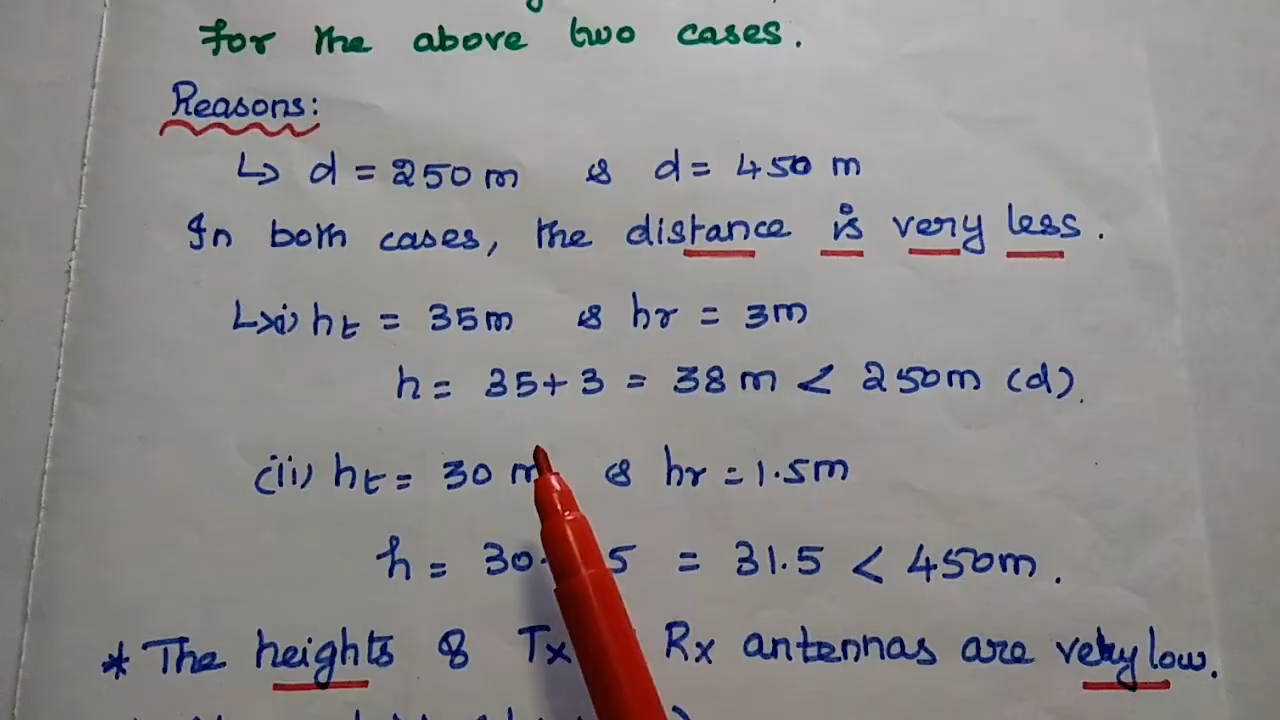 for the above two cases.
Reasons:
↳ d = 250 m & d = 450 m
In both cases, the distance is very less.
↳ (i) ht = 35m & hr = 3m
h = 35+3 = 38 m < 250m (d).
(ii) ht = 30 m & hr = 1.5m
h = 30 5 = 31.5 < 450m.
* The heights of Tx Rx antennas are very low.